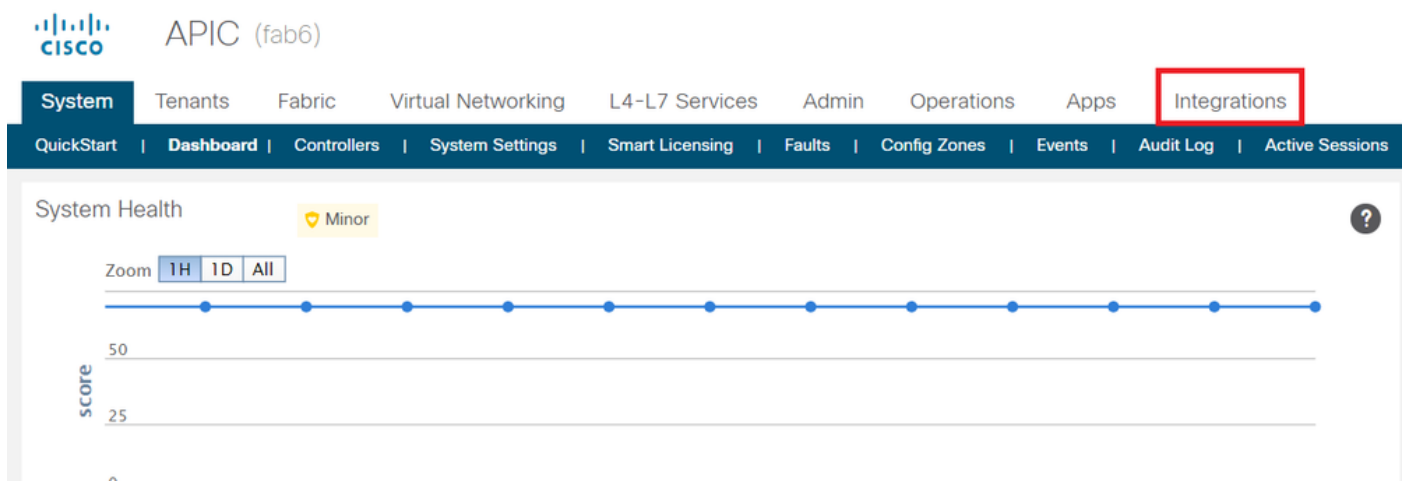 CISCO APIC (fab6)
System Tenants Fabric Virtual Networking L4-L7 Services Admin Operations Apps Integrations
QuickStart | Dashboard | Controllers | System Settings | Smart Licensing | Faults | Config Zones | Events | Audit Log | Active Sessions
System Health Minor ?
Zoom 1H 1D All
50
score
25